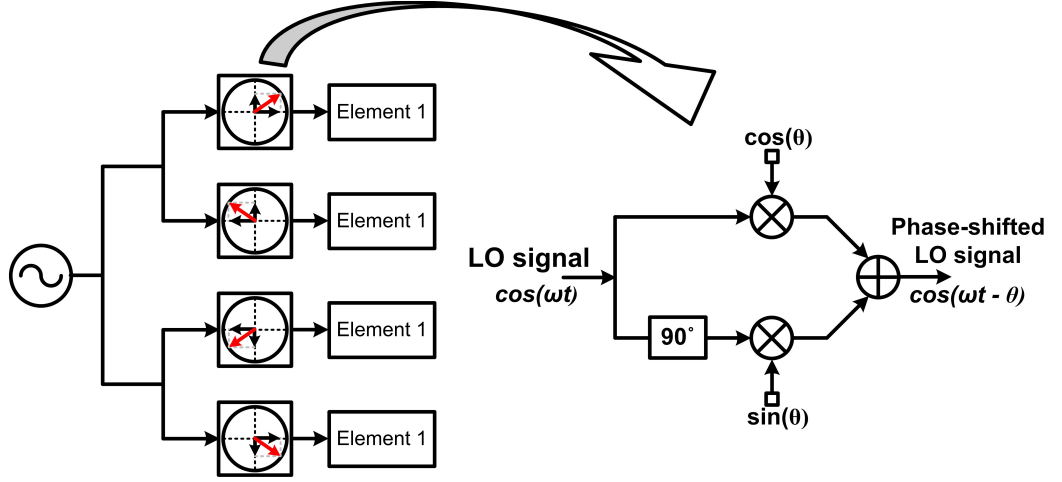 Element 1
Element 1
Element 1
Element 1
LO signal
cos(ωt)
cos(θ)
90°
sin(θ)
Phase-shifted
LO signal
cos(ωt - θ)